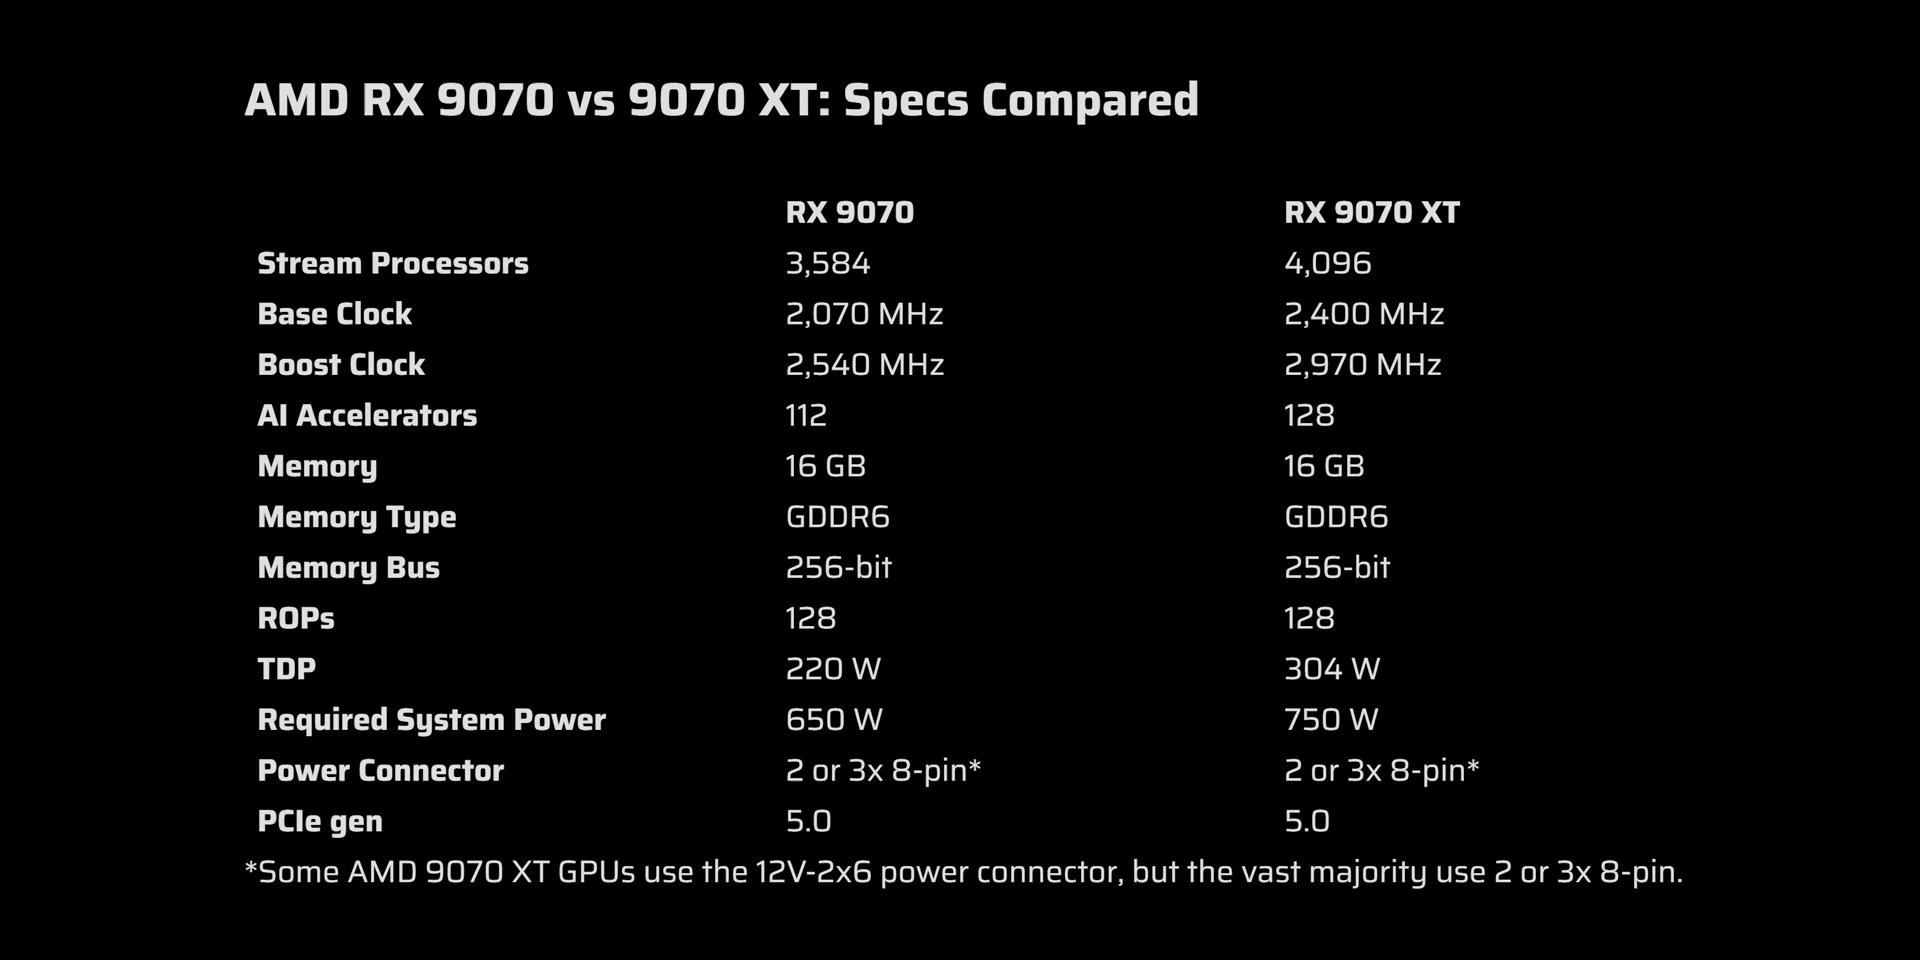 AMD RX 9070 vs 9070 XT: Specs Compared
RX 9070 RX 9070 XT
Stream Processors 3,584 4,096
Base Clock 2,070 MHz 2,400 MHz
Boost Clock 2,540 MHz 2,970 MHz
AI Accelerators 112 128
Memory 16 GB 16 GB
Memory Type GDDR6 GDDR6
Memory Bus 256-bit 256-bit
ROPs 128 128
TDP 220 W 304 W
Required System Power 650 W 750 W
Power Connector 2 or 3x 8-pin* 2 or 3x 8-pin*
PCIe gen 5.0 5.0
*Some AMD 9070 XT GPUs use the 12V-2x6 power connector, but the vast majority use 2 or 3x 8-pin.